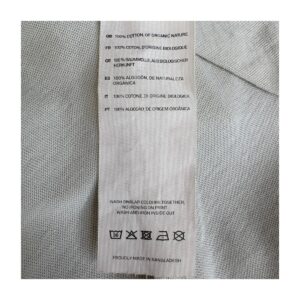 GB 100% COTTON, OF ORGANIC NATURE
FR 100% COTON, D'ORIGINE BIOLOGIQUE
DE 100% BAUMWOLLE, AUS BIOLOGISCHER
HERKUNFT
ES 100% ALGODÓN, DE NATURALEZA
ORGÁNICA
IT 100% COTONE, DI ORIGINE BIOLOGICA
PT 100% ALGODÃO DE ORIGEM ORGÂNICA
WASH SIMILAR COLOURS TOGETHER,
NO IRONING ON PRINT
WASH AND IRON INSIDE OUT
PROUDLY MADE IN BANGLADESH